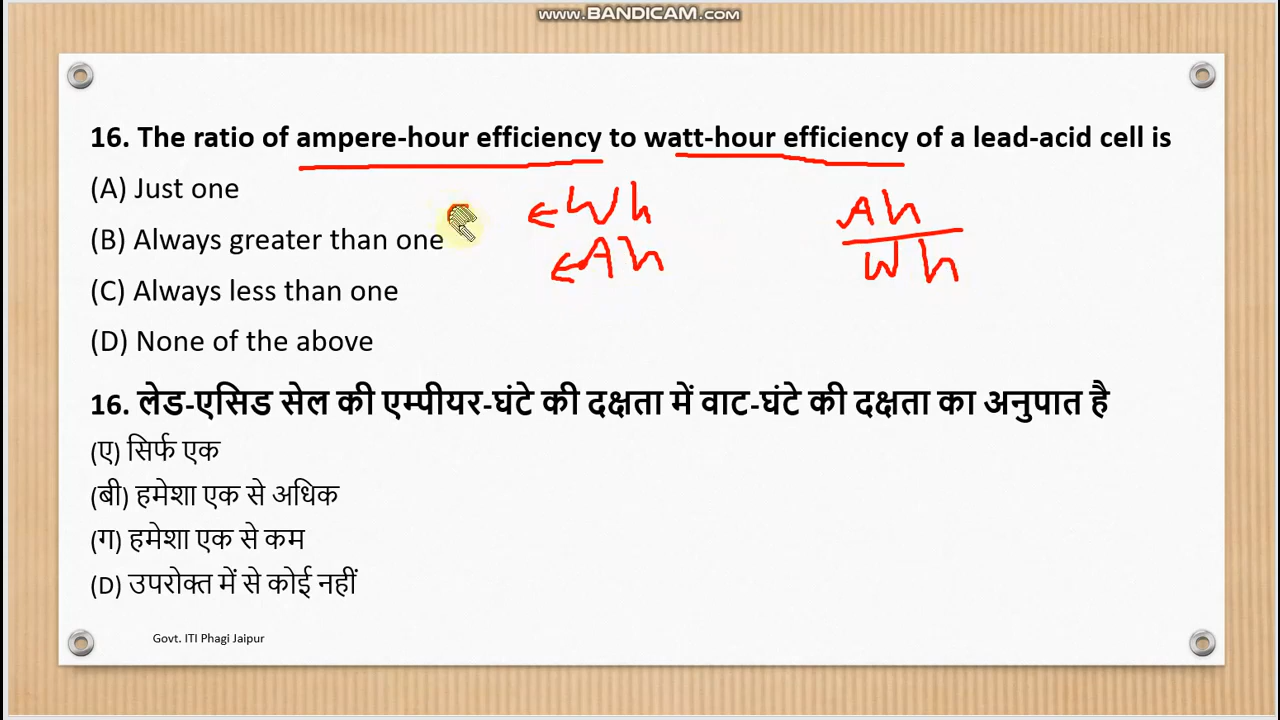 www.BANDICAM.com
16. The ratio of ampere-hour efficiency to watt-hour efficiency of a lead-acid cell is
(A) Just one
(B) Always greater than one
(C) Always less than one
(D) None of the above
Wh
Ah
Ah
Wh
16. लेड-एसिड सेल की एम्पीयर-घंटे की दक्षता में वाट-घंटे की दक्षता का अनुपात है
(ए) सिर्फ एक
(बी) हमेशा एक से अधिक
(ग) हमेशा एक से कम
(D) उपरोक्त में से कोई नहीं
Govt. ITI Phagi Jaipur